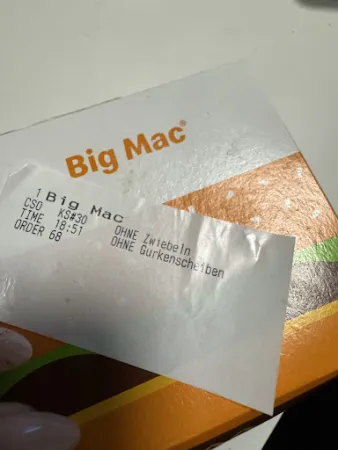 Big Mac®
1 Big Mac
CSO KS#30
TIME 18:51 OHNE Zwiebeln
ORDER 68 OHNE Gurkenscheiben